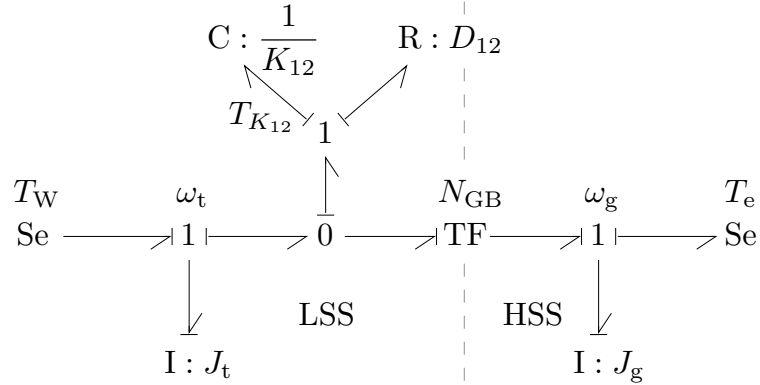 C : 1/K₁₂ R : D₁₂
T_K₁₂ 1
T_W ω_t N_GB ω_g T_e
Se 1 0 TF 1 Se
LSS HSS
I : J_t I : J_g